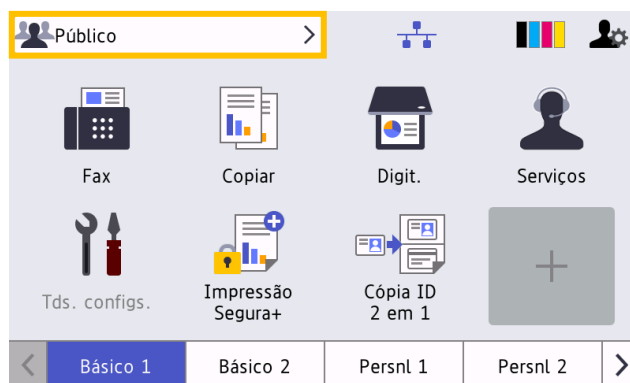 Público
Fax
Copiar
Digit.
Serviços
Tds. configs.
Impressão
Segura+
Cópia ID
2 em 1
Básico 1
Básico 2
Persnl 1
Persnl 2